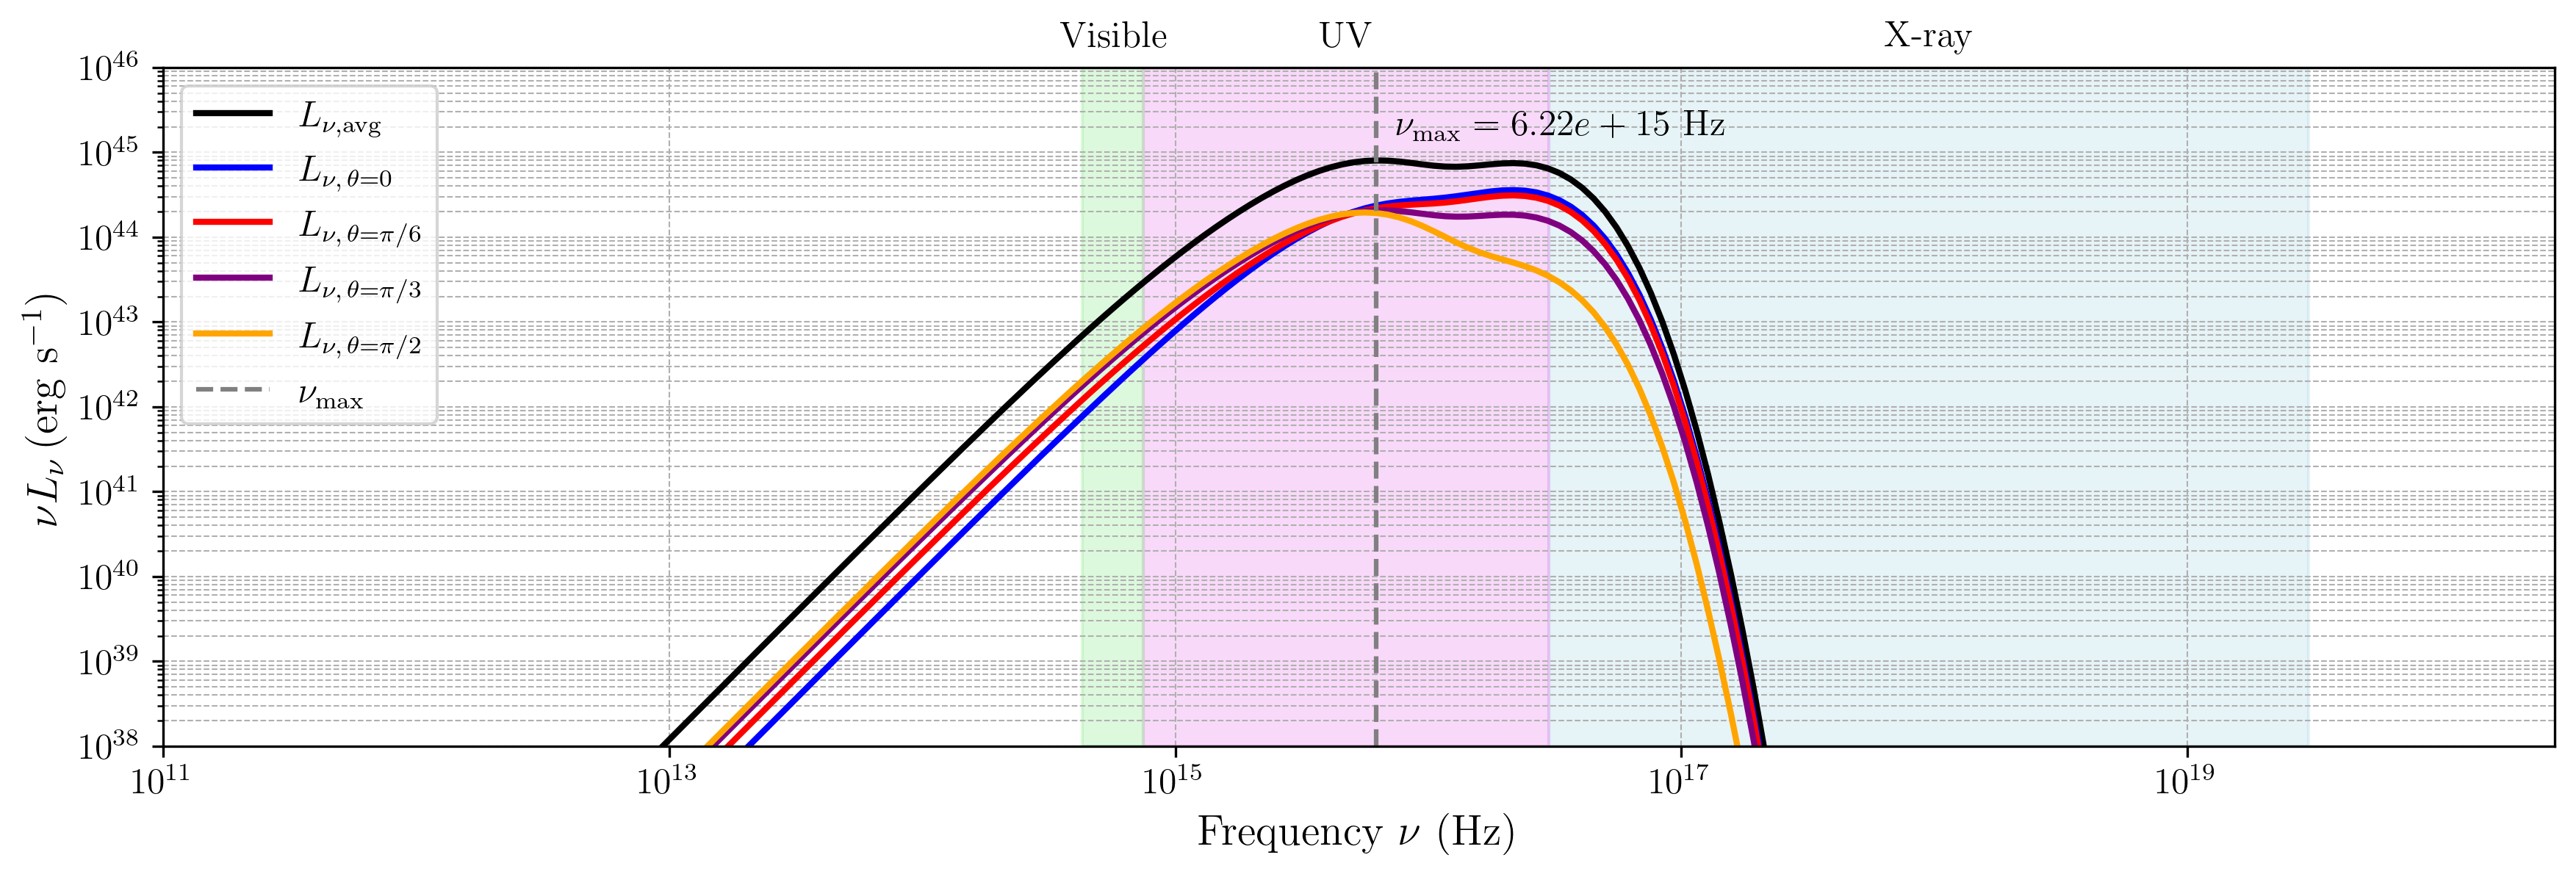 Visible UV X-ray
10^46
10^45
10^44
10^43
10^42
10^41
10^40
10^39
10^38
νL_ν (erg s^−1)
L_ν,avg
L_ν, θ=0
L_ν, θ=π/6
L_ν, θ=π/3
L_ν, θ=π/2
ν_max
ν_max = 6.22e + 15 Hz
10^11 10^13 10^15 10^17 10^19
Frequency ν (Hz)